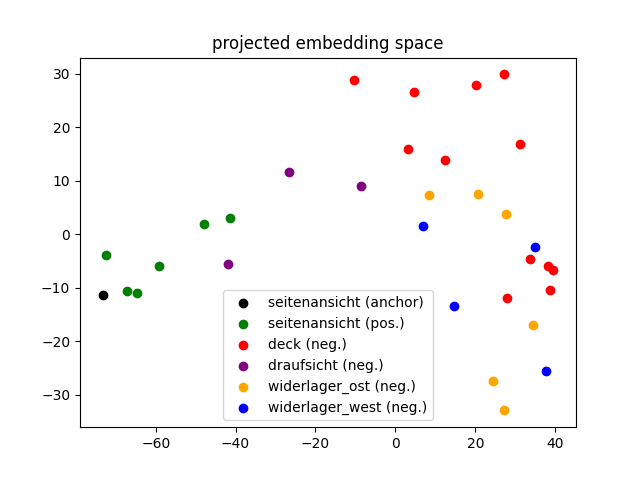 projected embedding space
30
20
10
0
−10
−20
−30
seitenansicht (anchor)
seitenansicht (pos.)
deck (neg.)
draufsicht (neg.)
widerlager_ost (neg.)
widerlager_west (neg.)
−60 −40 −20 0 20 40